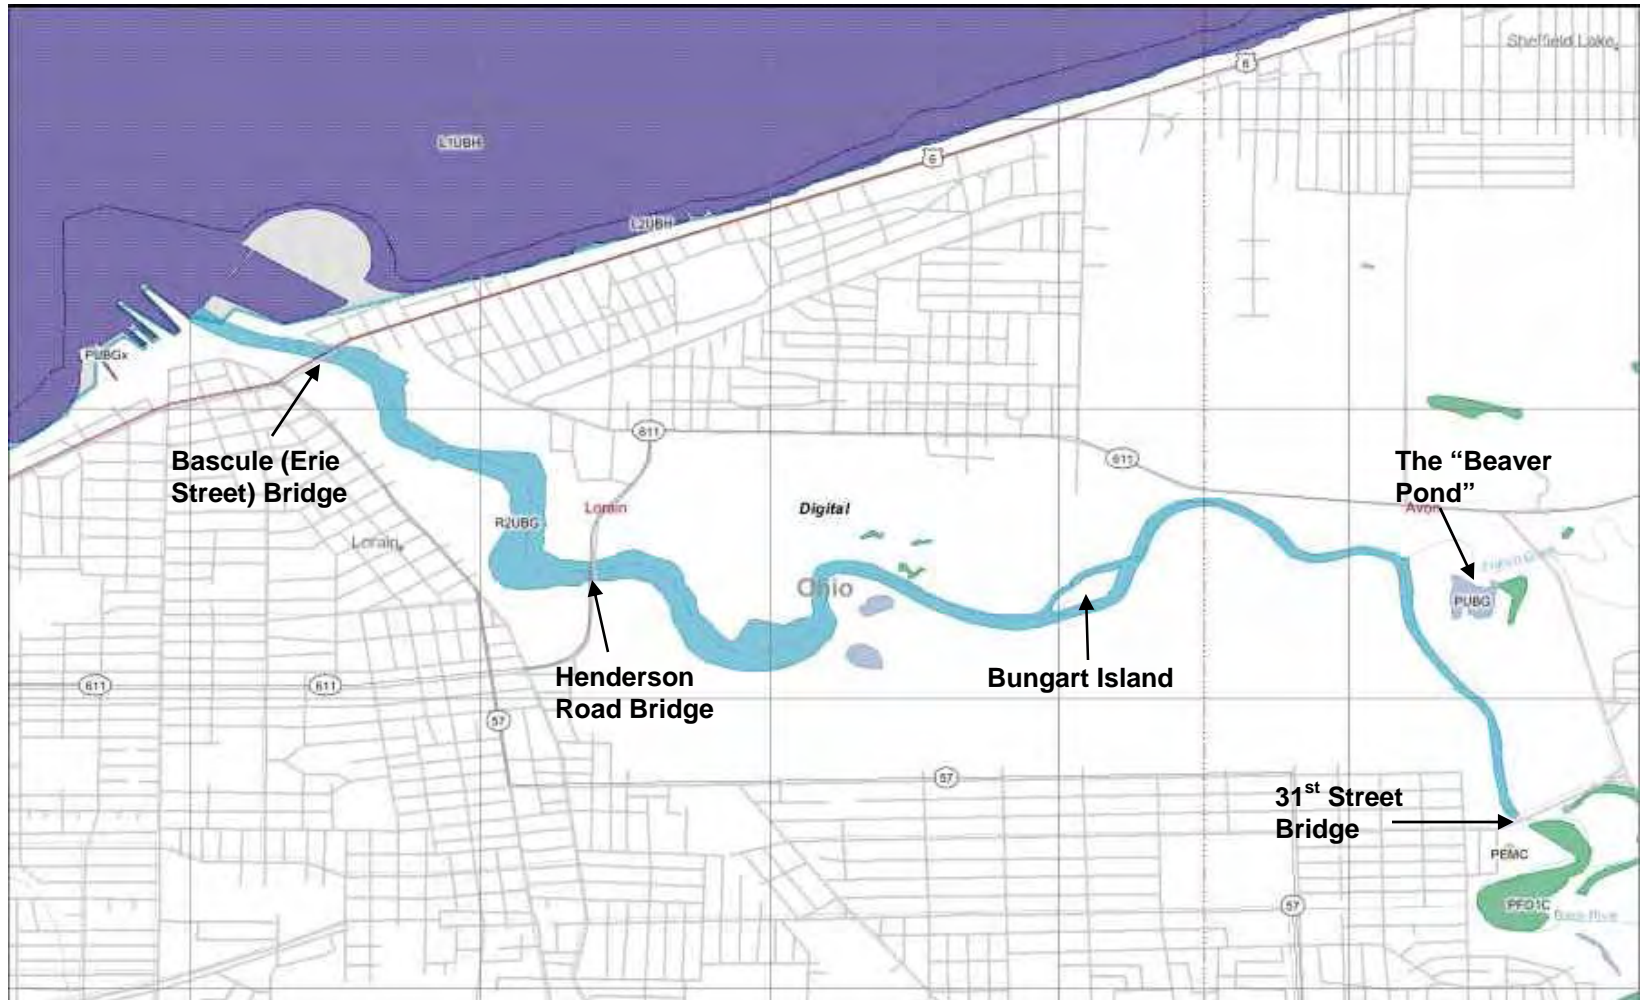 Sheffield Lake
6
L1UBH
6
L2UBH
PUBGx
611
611
Bascule (Erie
Street) Bridge
The “Beaver
Pond”
R2UBG
Lorain
Digital
Avon
Lorain
Ohio
PUBG
Henderson
Road Bridge
Bungart Island
611
611
57
57
31st Street
Bridge
PEMC
57
PFO1C